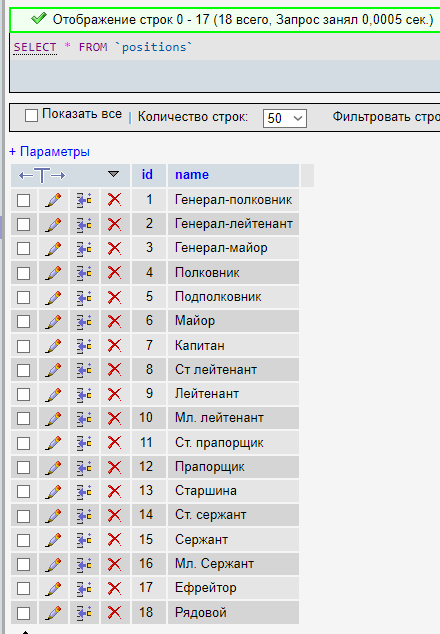 Отображение строк 0 - 17 (18 всего, Запрос занял 0,0005 сек.)
SELECT * FROM `positions`
Показать все | Количество строк: 50 Фильтровать стро
+ Параметры
id name
1 Генерал-полковник
2 Генерал-лейтенант
3 Генерал-майор
4 Полковник
5 Подполковник
6 Майор
7 Капитан
8 Ст лейтенант
9 Лейтенант
10 Мл. лейтенант
11 Ст. прапорщик
12 Прапорщик
13 Старшина
14 Ст. сержант
15 Сержант
16 Мл. Сержант
17 Ефрейтор
18 Рядовой